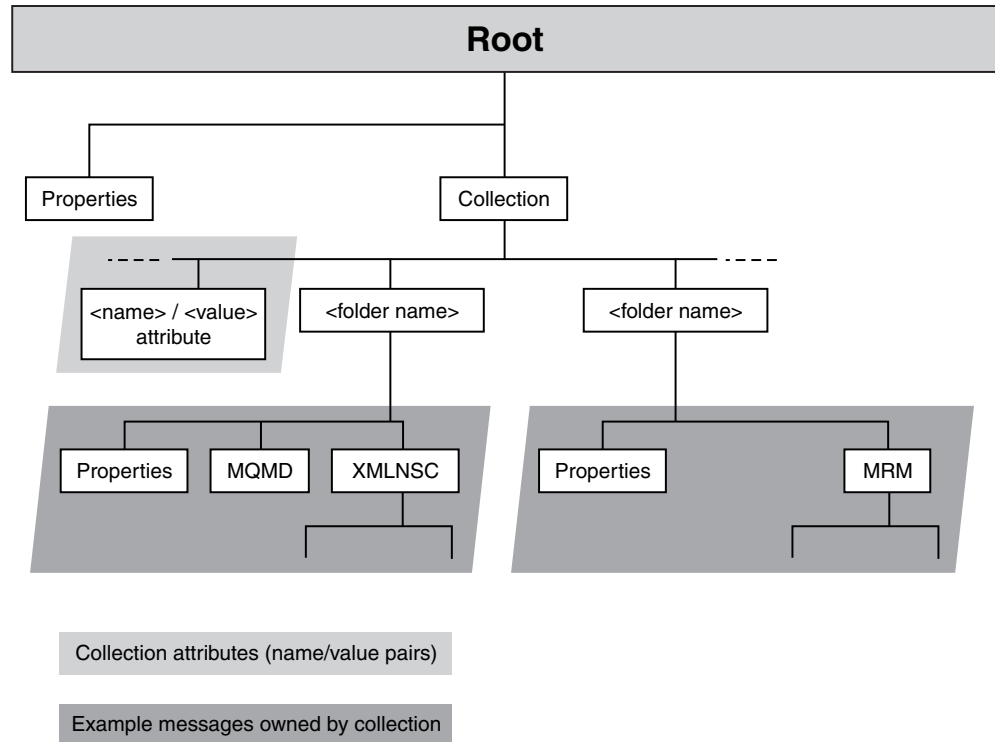 Root
Properties
Collection
<name> / <value>
attribute
<folder name>
<folder name>
Properties
MQMD
XMLNSC
Properties
MRM
Collection attributes (name/value pairs)
Example messages owned by collection